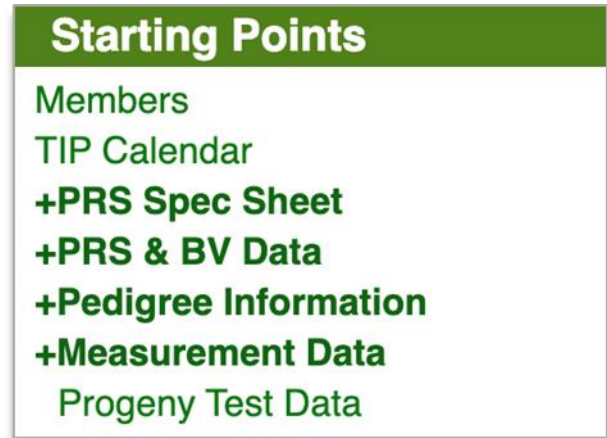 Starting Points
Members
TIP Calendar
+PRS Spec Sheet
+PRS & BV Data
+Pedigree Information
+Measurement Data
Progeny Test Data